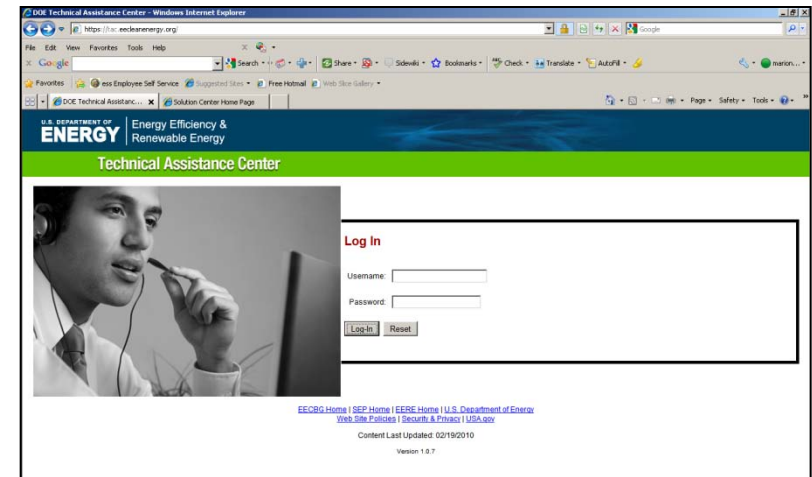 DOE Technical Assistance Center - Windows Internet Explorer
https://tac.eecleanenergy.org/
Google
File Edit View Favorites Tools Help
x Google Search Share Sidewiki Bookmarks Check Translate AutoFill marion...
Favorites ess Employee Self Service Suggested Sites Free Hotmail Web Slice Gallery
DOE Technical Assistanc... x Solution Center Home Page Page Safety Tools
U.S. DEPARTMENT OF
ENERGY
Energy Efficiency &
Renewable Energy
Technical Assistance Center
Log In
Username:
Password:
Log-In Reset
EECBG Home | SEP Home | EERE Home | U.S. Department of Energy
Web Site Policies | Security & Privacy | USA.gov
Content Last Updated: 02/19/2010
Version 1.0.7